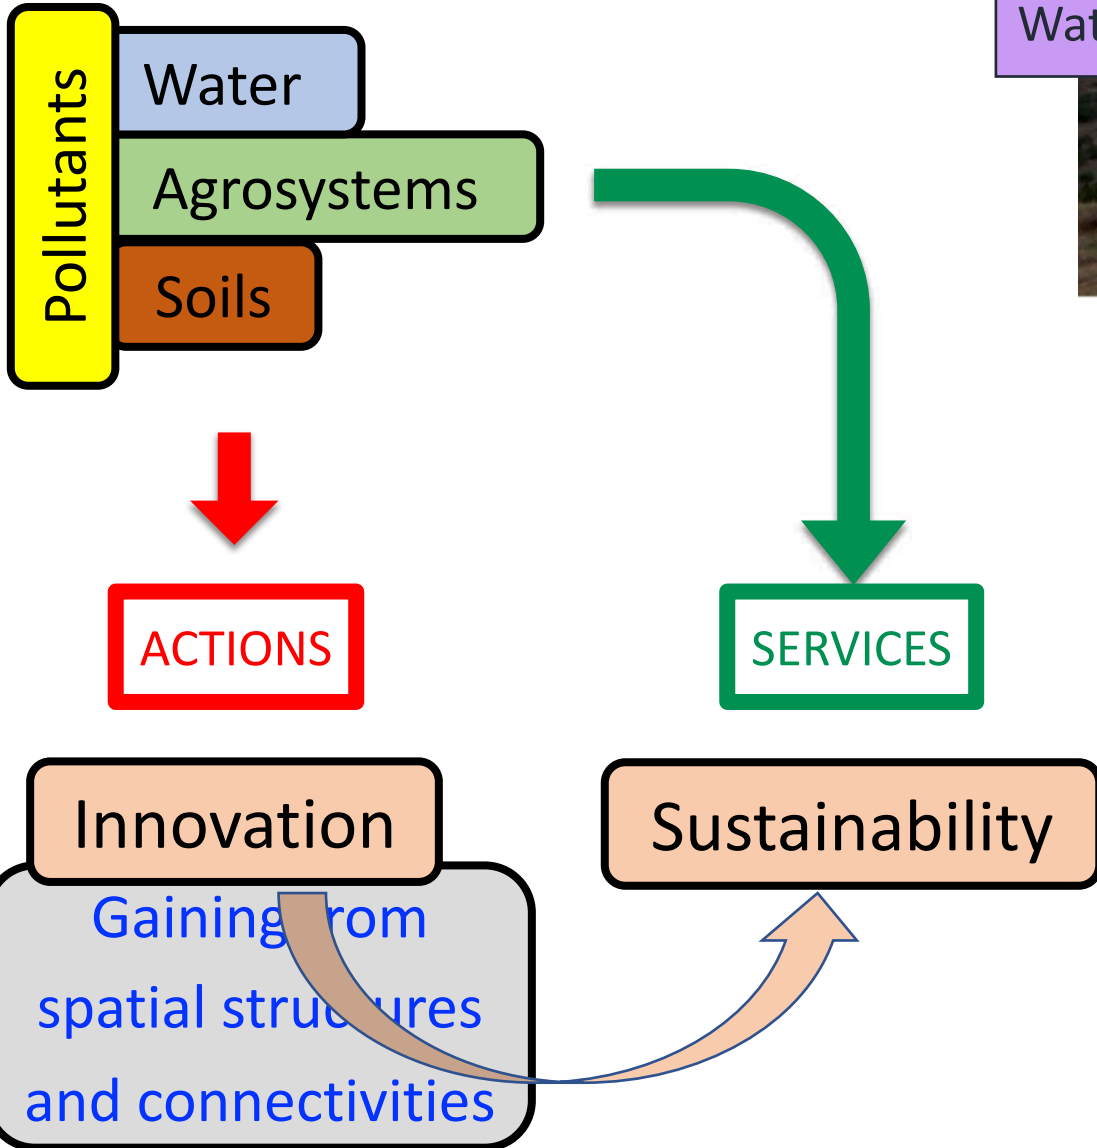 Pollutants
Water
Agrosystems
Soils
ACTIONS
SERVICES
Innovation
Sustainability
Gaining from
spatial structures
and connectivities